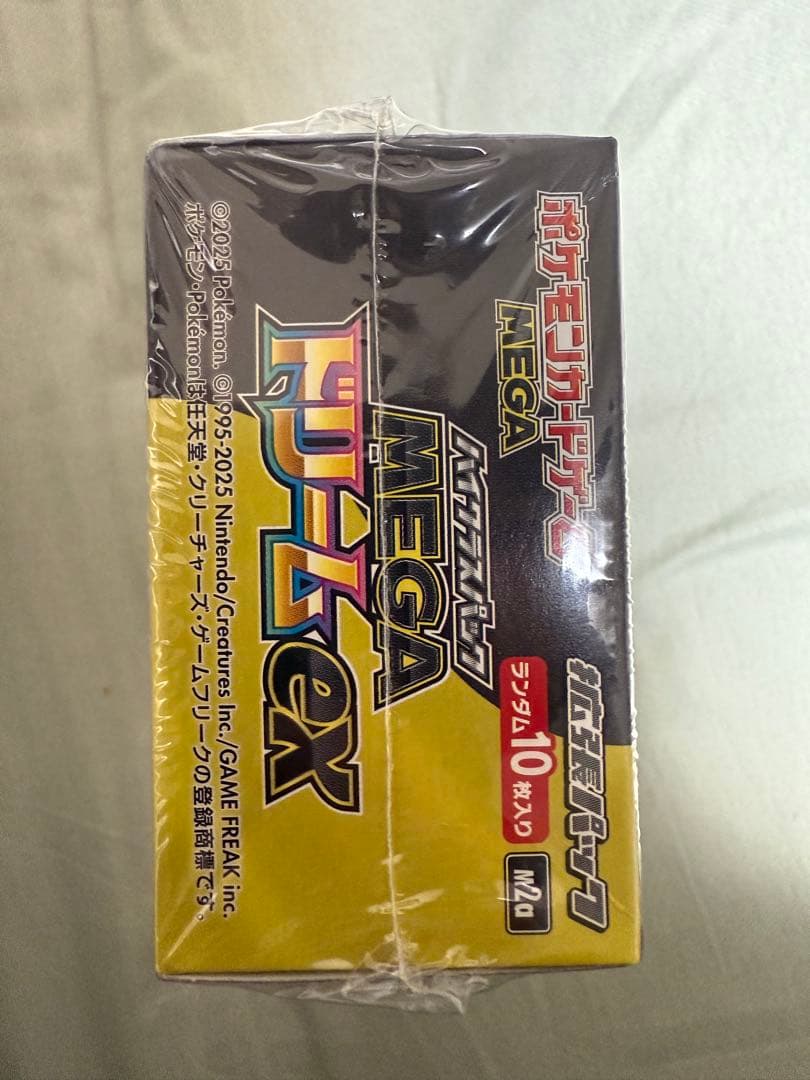 ポケモンカードゲーム
MEGA
拡張パック
ハイクラスパック
MEGA
ドリームex
ランダム10枚入り
M2a
©2025 Pokémon. ©1995-2025 Nintendo/Creatures Inc./GAME FREAK inc.
ポケモン・Pokémonは任天堂・クリーチャーズ・ゲームフリークの登録商標です。